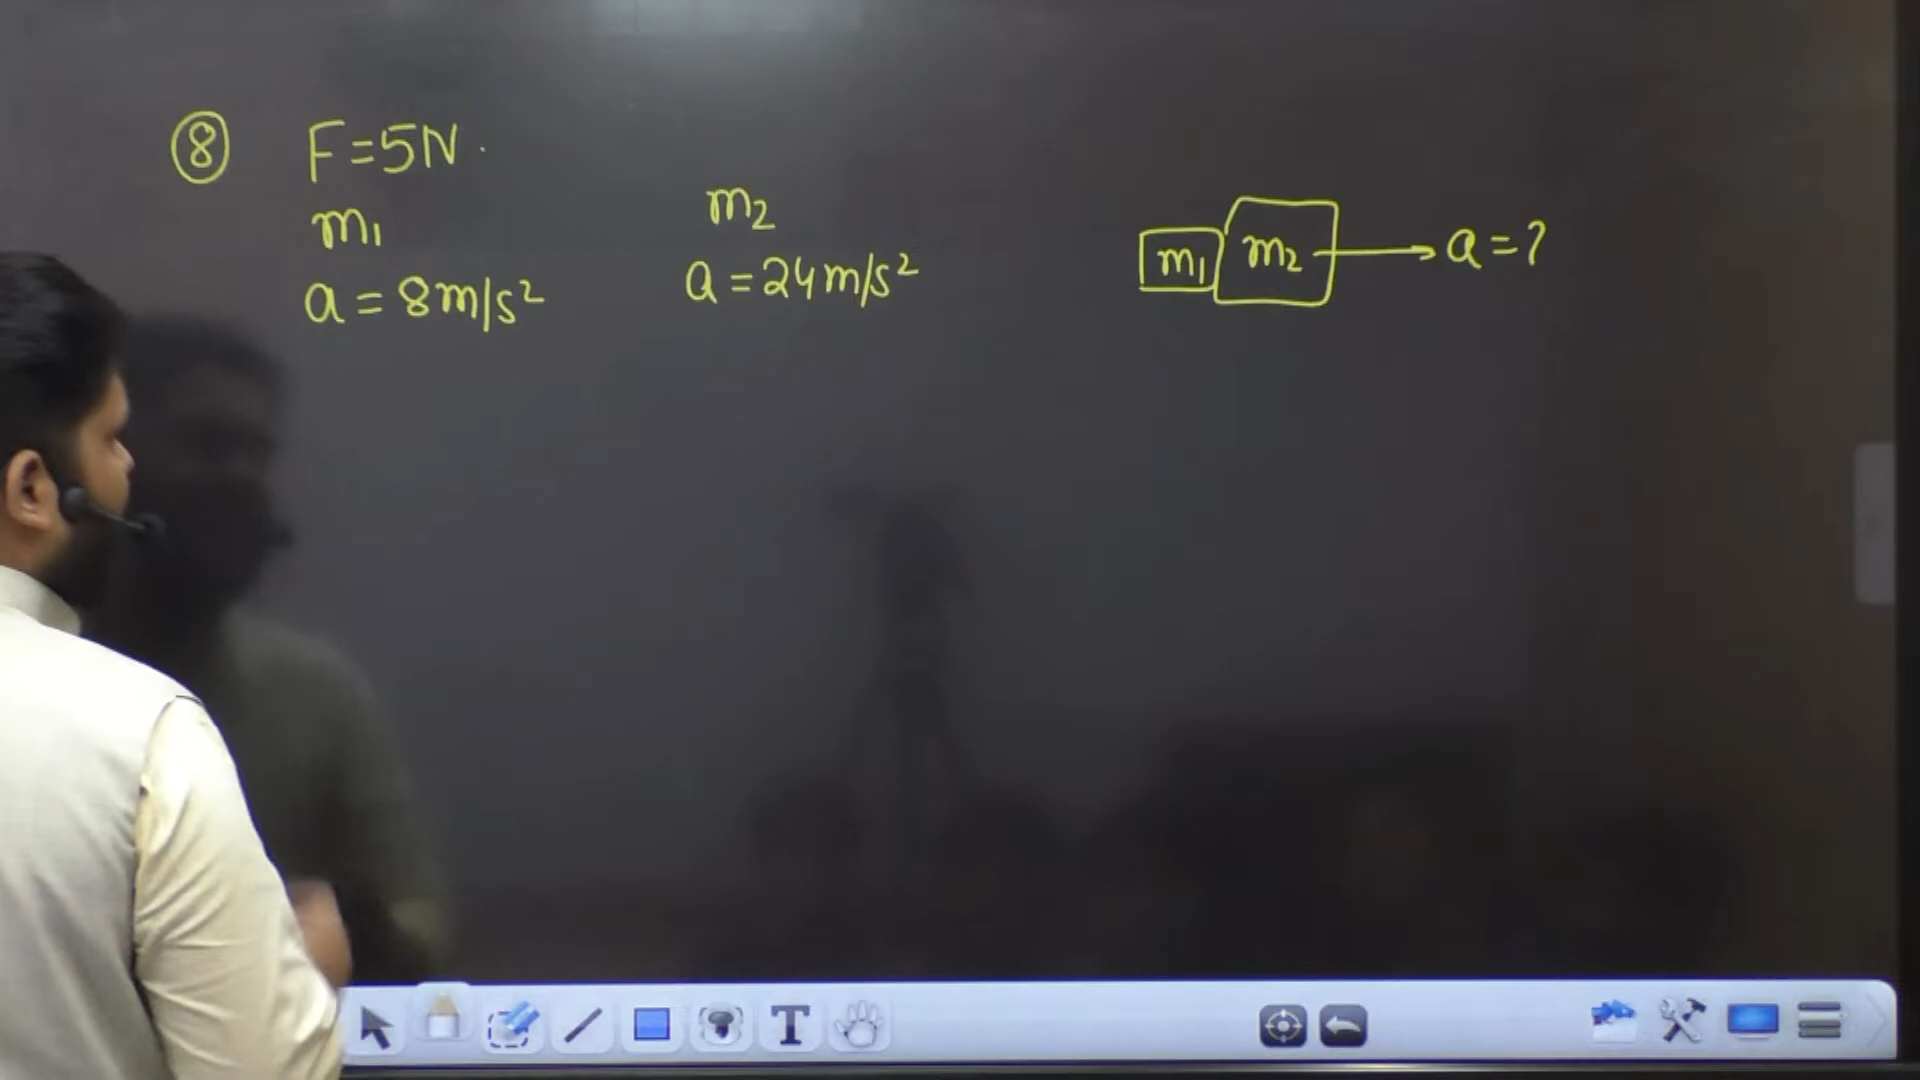 ⑧ F=5N.
m₁
a = 8m/s²
m₂
a = 24m/s²
m₁ m₂ → a = ?
T